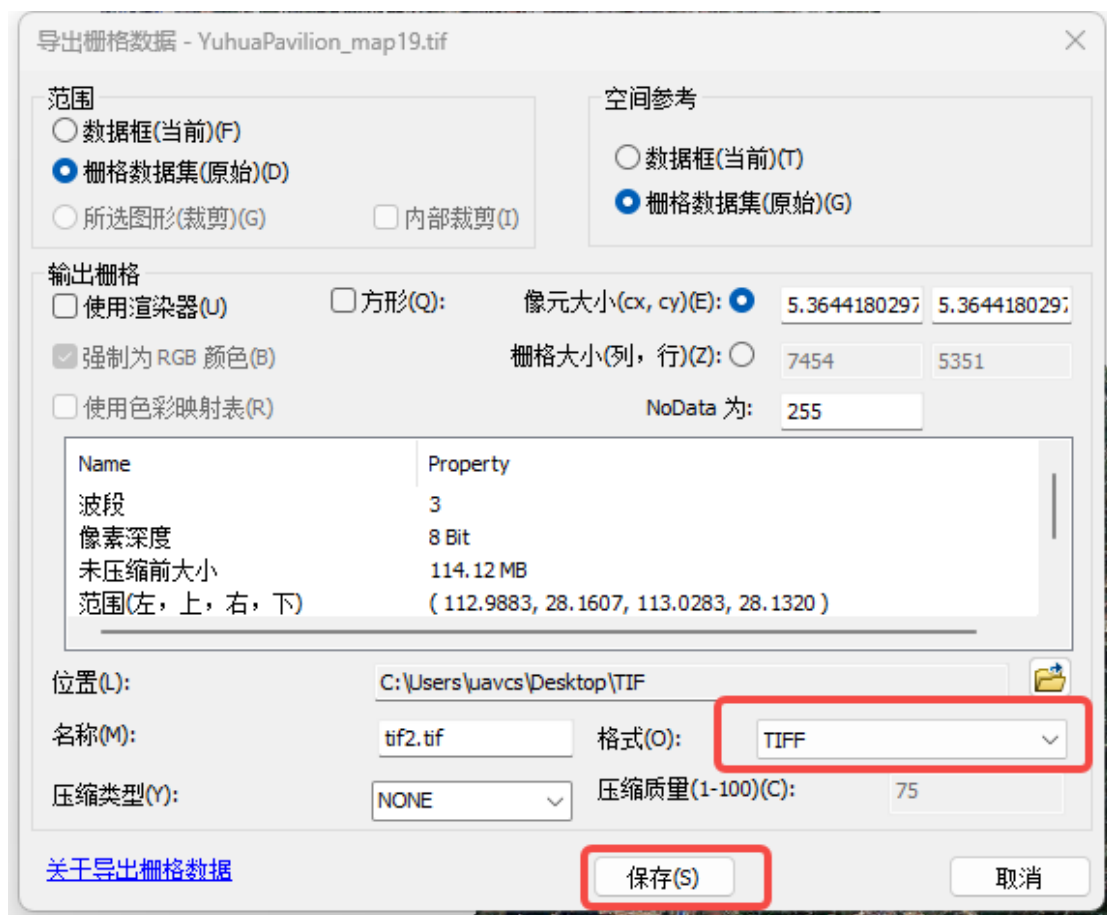 导出栅格数据 - YuhuaPavilion_map19.tif
范围
数据框(当前)(F)
栅格数据集(原始)(D)
所选图形(裁剪)(G) 内部裁剪(I)
空间参考
数据框(当前)(T)
栅格数据集(原始)(G)
输出栅格
使用渲染器(U) 方形(Q): 像元大小(cx, cy)(E): 5.3644180297 5.3644180297
强制为 RGB 颜色(B) 栅格大小(列，行)(Z): 7454 5351
使用色彩映射表(R) NoData 为: 255
Name Property
波段 3
像素深度 8 Bit
未压缩前大小 114.12 MB
范围(左，上，右，下) ( 112.9883, 28.1607, 113.0283, 28.1320 )
位置(L): C:\Users\uavcs\Desktop\TIF
名称(M): tif2.tif 格式(O): TIFF
压缩类型(Y): NONE 压缩质量(1-100)(C): 75
关于导出栅格数据 保存(S) 取消